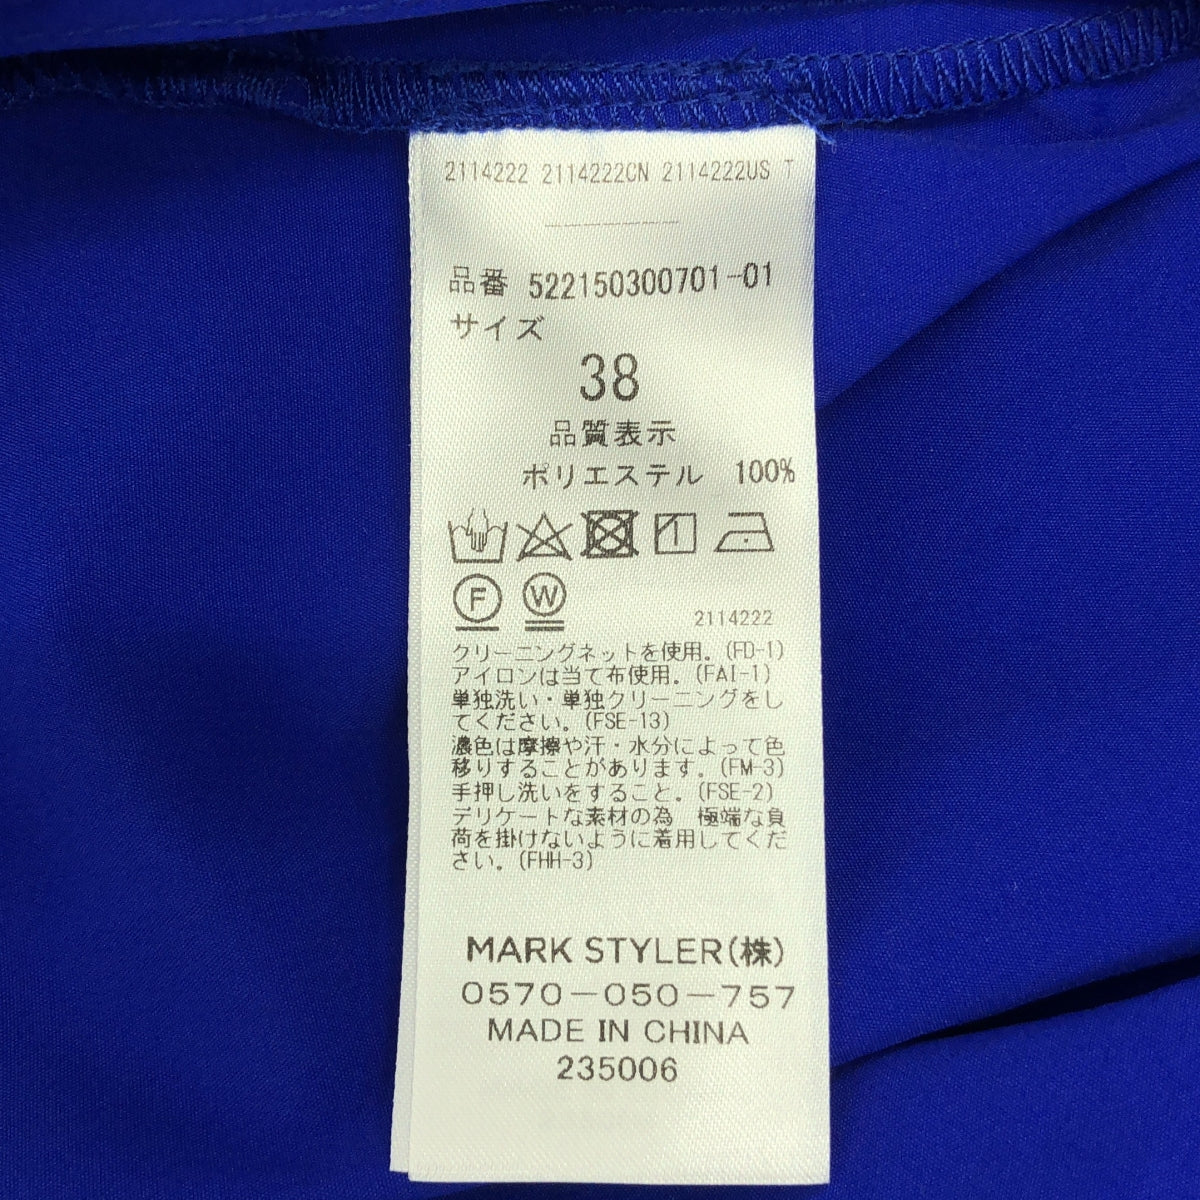 2114222 2114222CN 2114222US T
品番 522150300701-01
サイズ
38
品質表示
ポリエステル 100%
F W
2114222
クリーニングネットを使用。(FD-1)
アイロンは当て布使用。(FAI-1)
単独洗い・単独クリーニングをし
てください。(FSE-13)
濃色は摩擦や汗・水分によって色
移りすることがあります。(FM-3)
手押し洗いをすること。(FSE-2)
デリケートな素材の為 極端な負
荷を掛けないように着用してくだ
さい。(FHH-3)
MARK STYLER(株)
0570-050-757
MADE IN CHINA
235006